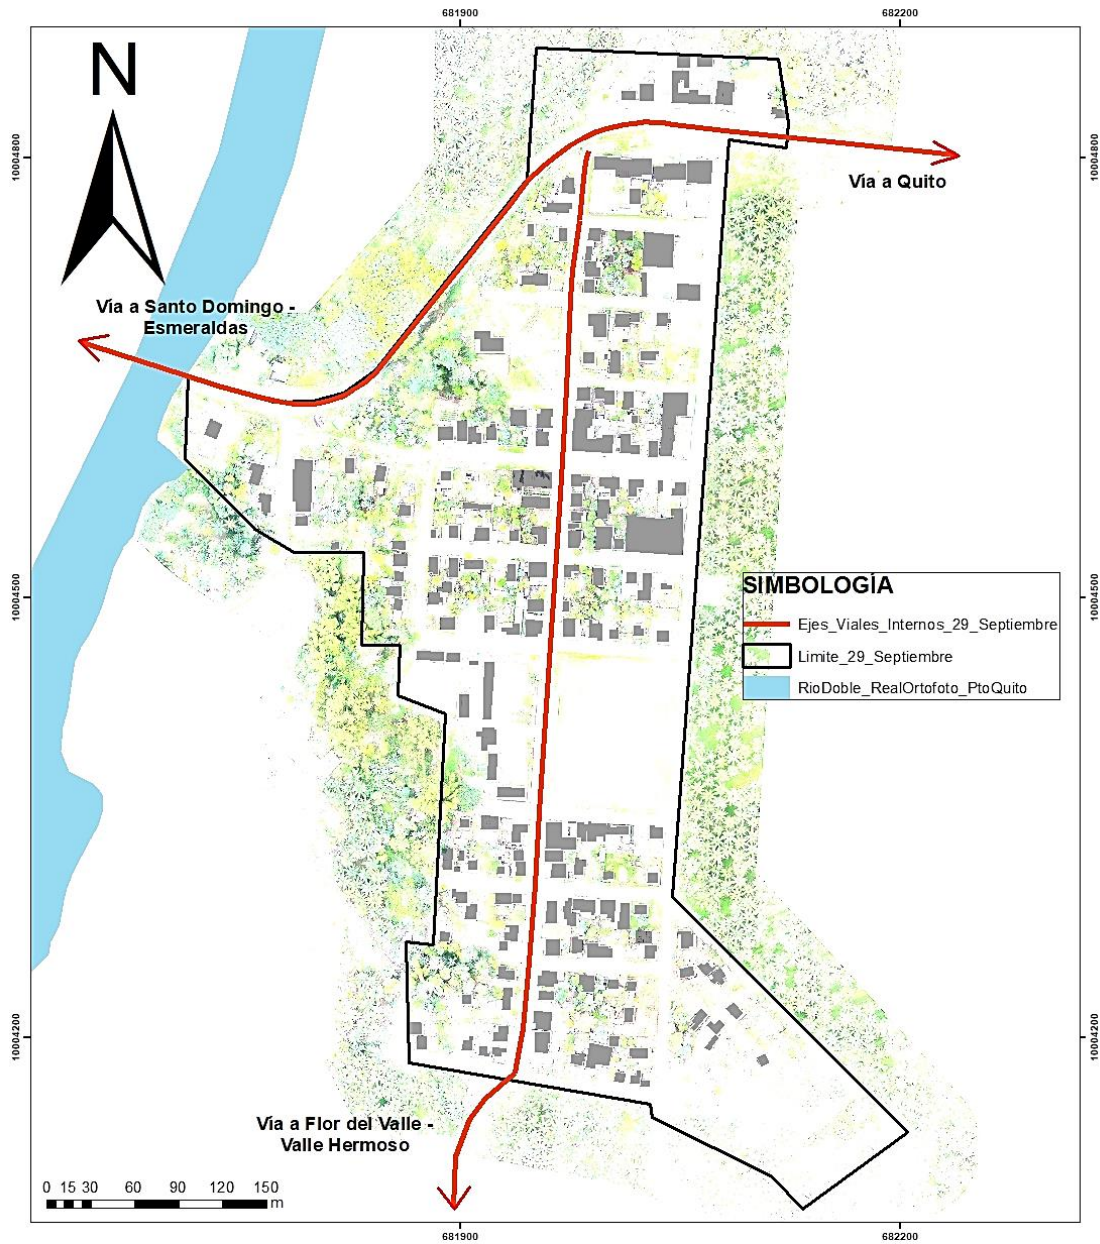 681900
682200
N
10004800
10004800
Vía a Quito
Vía a Santo Domingo -
Esmeraldas
10004500
10004500
SIMBOLOGÍA
Ejes_Viales_Internos_29_Septiembre
Limite_29_Septiembre
RioDoble_RealOrtofoto_PtoQuito
10004200
10004200
Vía a Flor del Valle -
Valle Hermoso
0 15 30 60 90 120 150
m
681900
682200